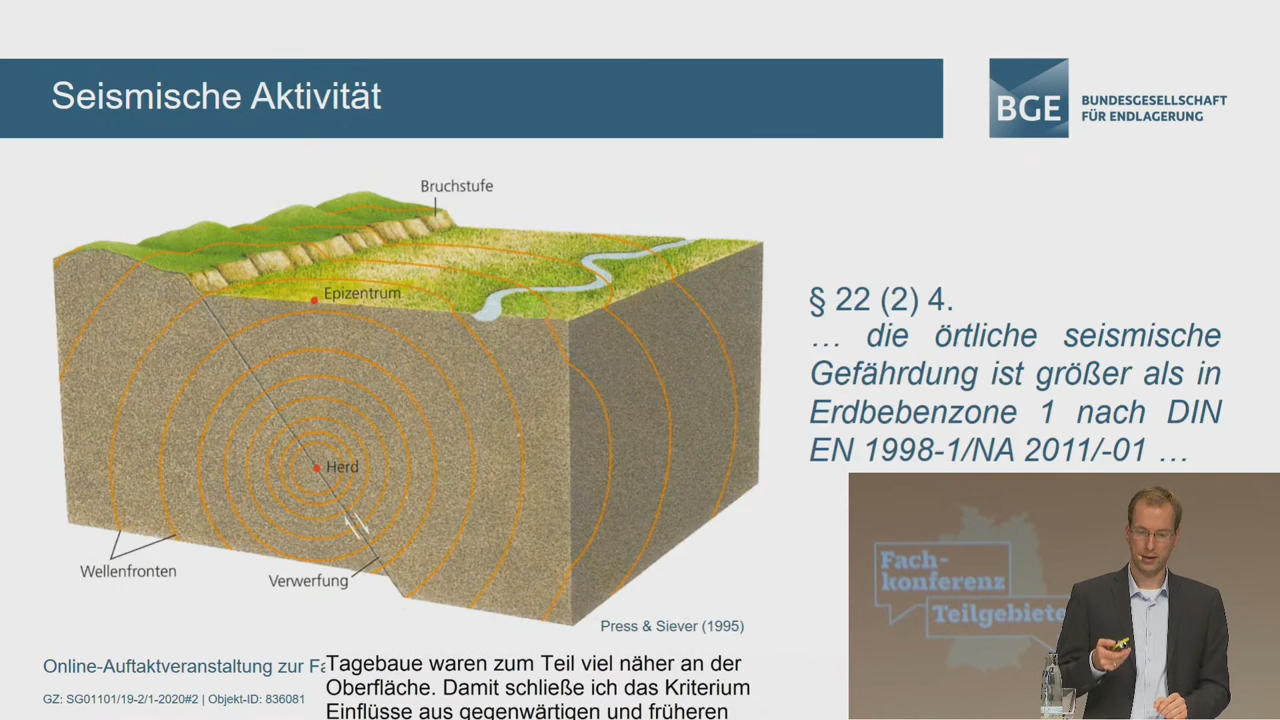 Seismische Aktivität
BGE
BUNDESGESELLSCHAFT
FÜR ENDLAGERUNG
Bruchstufe
Epizentrum
Herd
Wellenfronten
Verwerfung
Press & Siever (1995)
§ 22 (2) 4.
… die örtliche seismische
Gefährdung ist größer als in
Erdbebenzone 1 nach DIN
EN 1998-1/NA 2011/-01 …
Fach-
konferenz
Teilgebiete
Online-Auftaktveranstaltung zur Fa
GZ: SG01101/19-2/1-2020#2 | Objekt-ID: 836081
Tagebaue waren zum Teil viel näher an der
Oberfläche. Damit schließe ich das Kriterium
Einflüsse aus gegenwärtigen und früheren